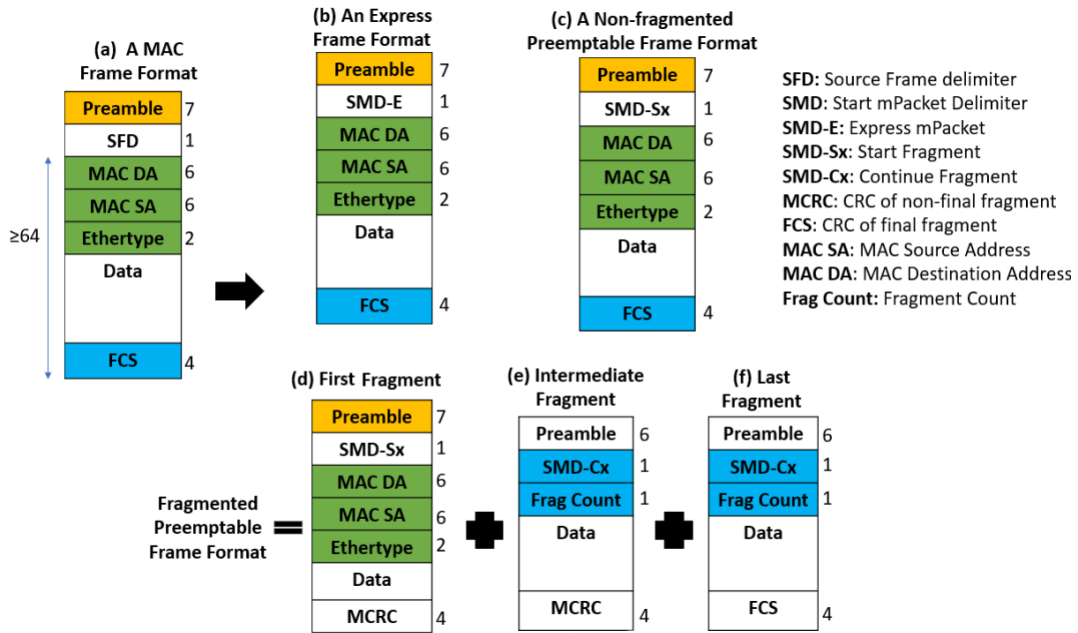 (a) A MAC
Frame Format
Preamble 7
SFD 1
MAC DA 6
MAC SA 6
Ethertype 2
Data
FCS 4
≥64
(b) An Express
Frame Format
Preamble 7
SMD-E 1
MAC DA 6
MAC SA 6
Ethertype 2
Data
FCS 4
(c) A Non-fragmented
Preemptable Frame Format
Preamble 7
SMD-Sx 1
MAC DA 6
MAC SA 6
Ethertype 2
Data
FCS 4
SFD: Source Frame delimiter
SMD: Start mPacket Delimiter
SMD-E: Express mPacket
SMD-Sx: Start Fragment
SMD-Cx: Continue Fragment
MCRC: CRC of non-final fragment
FCS: CRC of final fragment
MAC SA: MAC Source Address
MAC DA: MAC Destination Address
Frag Count: Fragment Count
Fragmented
Preemptable
Frame Format
=
(d) First Fragment
Preamble 7
SMD-Sx 1
MAC DA 6
MAC SA 6
Ethertype 2
Data
MCRC 4
+
(e) Intermediate
Fragment
Preamble 6
SMD-Cx 1
Frag Count 1
Data
MCRC 4
+
(f) Last
Fragment
Preamble 6
SMD-Cx 1
Frag Count 1
Data
FCS 4